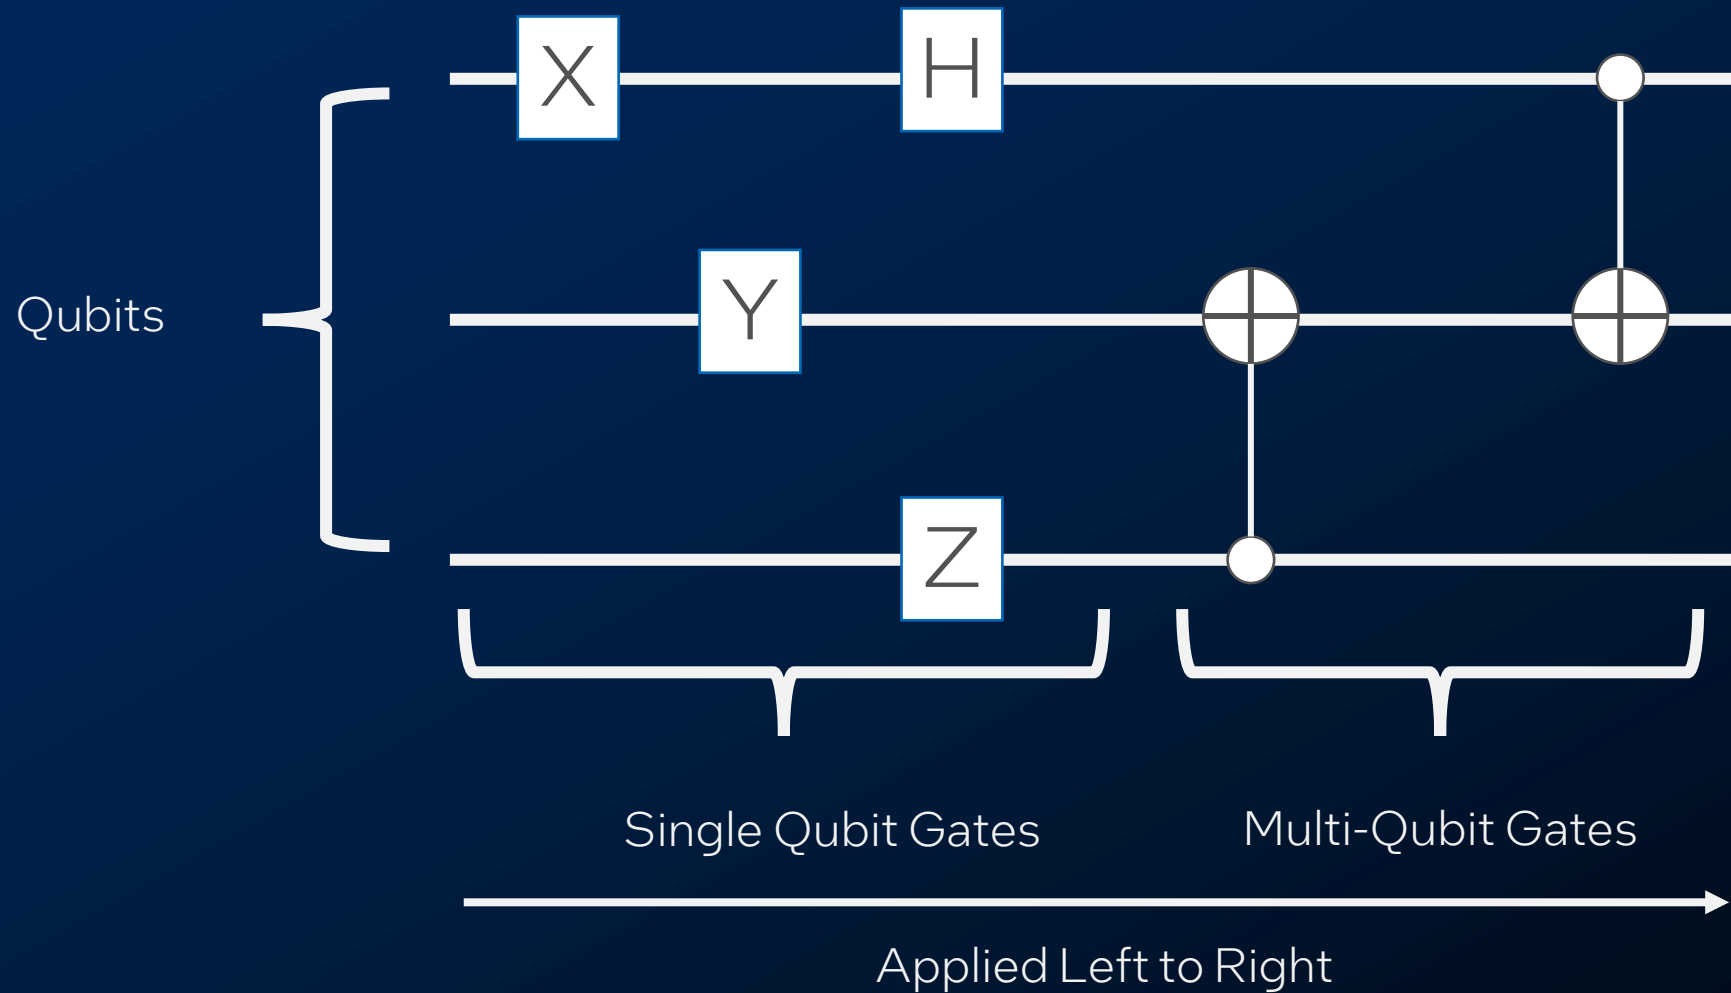 X
H
Qubits
Y
Z
Single Qubit Gates
Multi-Qubit Gates
Applied Left to Right